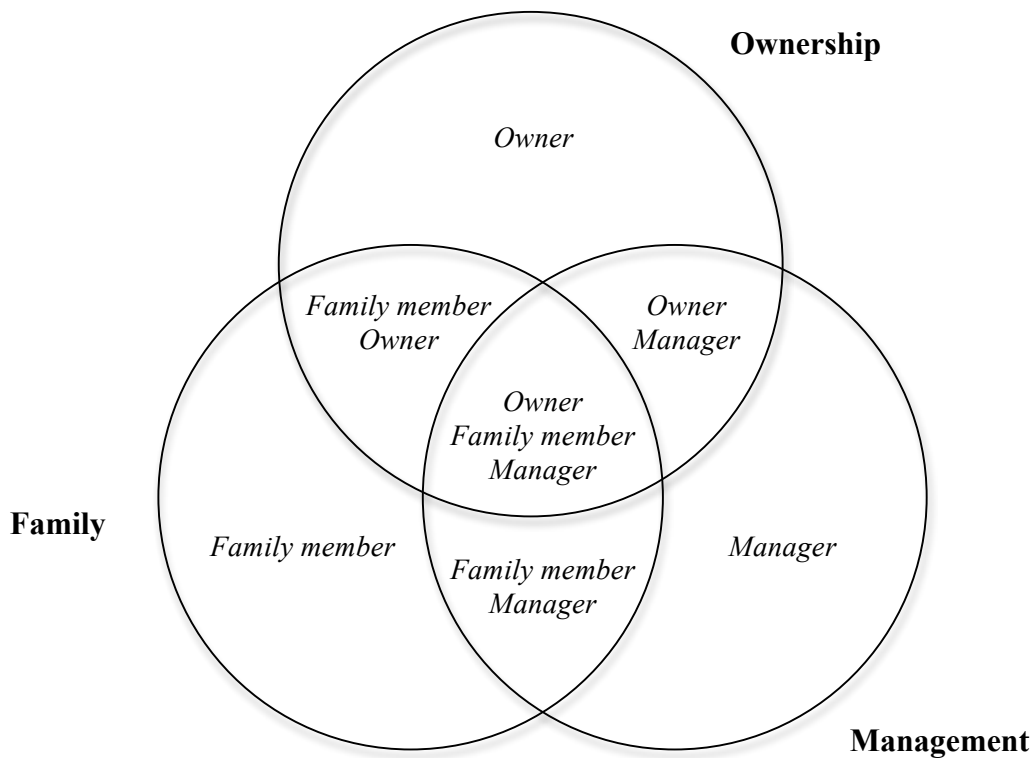 Ownership
Owner
Family member
Owner
Owner
Manager
Owner
Family member
Manager
Family
Family member
Manager
Family member
Manager
Management